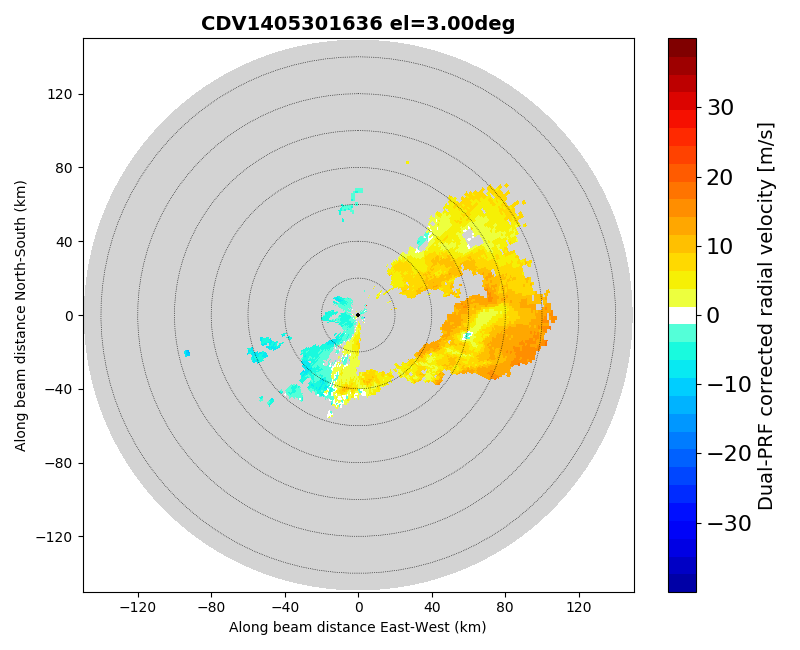 CDV1405301636 el=3.00deg
Along beam distance North-South (km)
120
80
40
0
−40
−80
−120
−120 −80 −40 0 40 80 120
Along beam distance East-West (km)
30
20
10
0
−10
−20
−30
Dual-PRF corrected radial velocity [m/s]